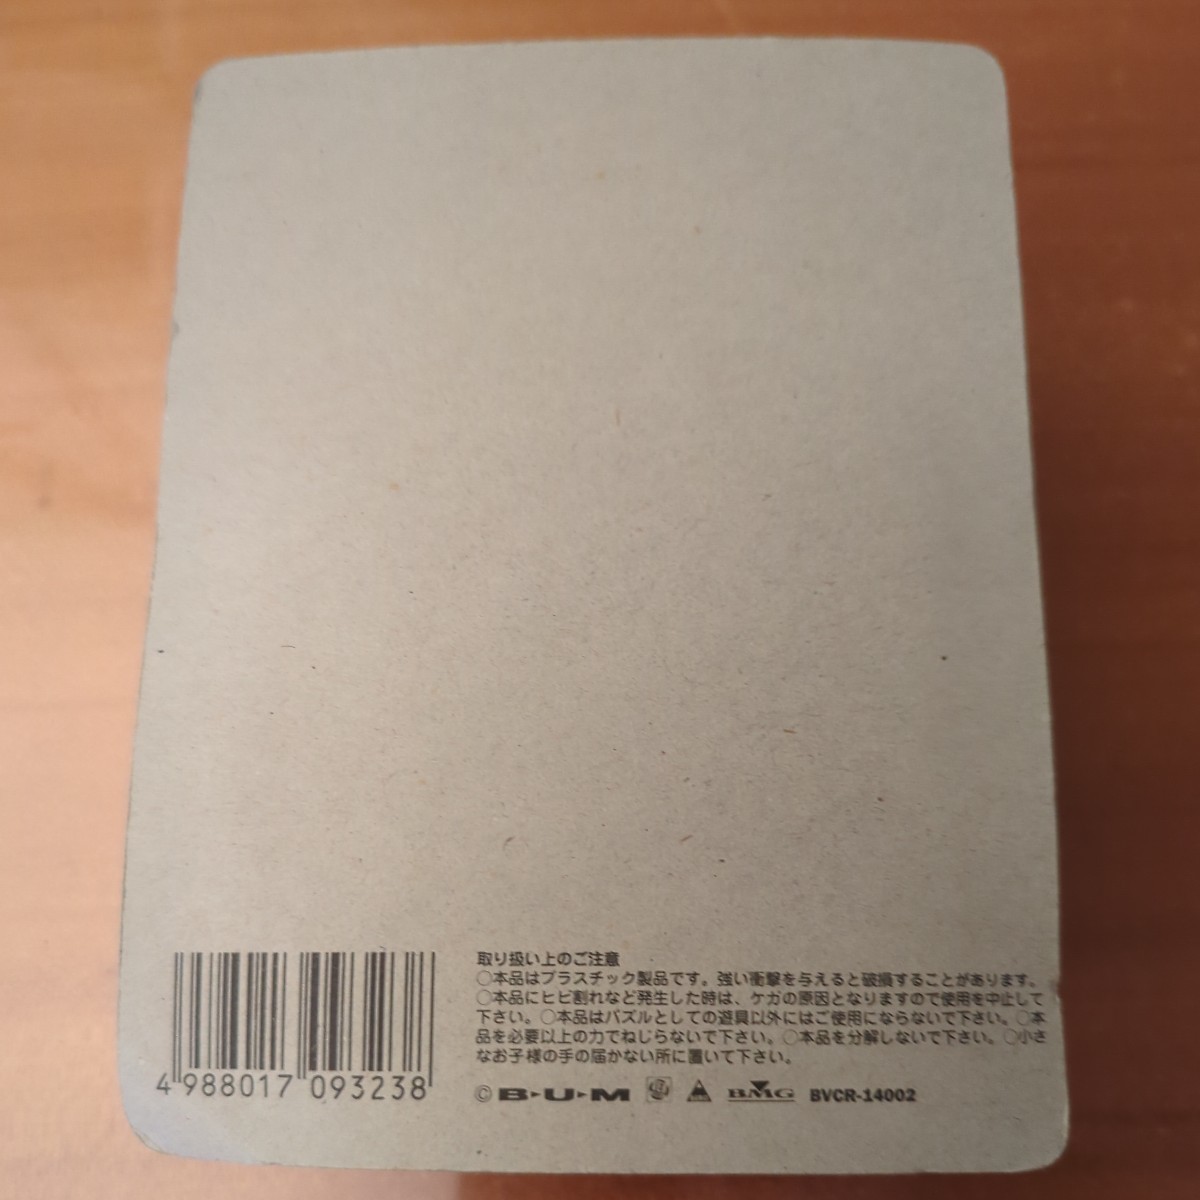 取り扱い上のご注意
○本品はプラスチック製品です。強い衝撃を与えると破損することがあります。
○本品にヒビ割れなど発生した時は、ケガの原因となりますので使用を中止して
下さい。○本品はパズルとしての遊具以外にはご使用にならないで下さい。○本
品を必要以上の力でねじらないで下さい。○本品を分解しないで下さい。○小さ
なお子様の手の届かない所に置いて下さい。
4 988017 093238
© B-U-M BMG BVCR-14002